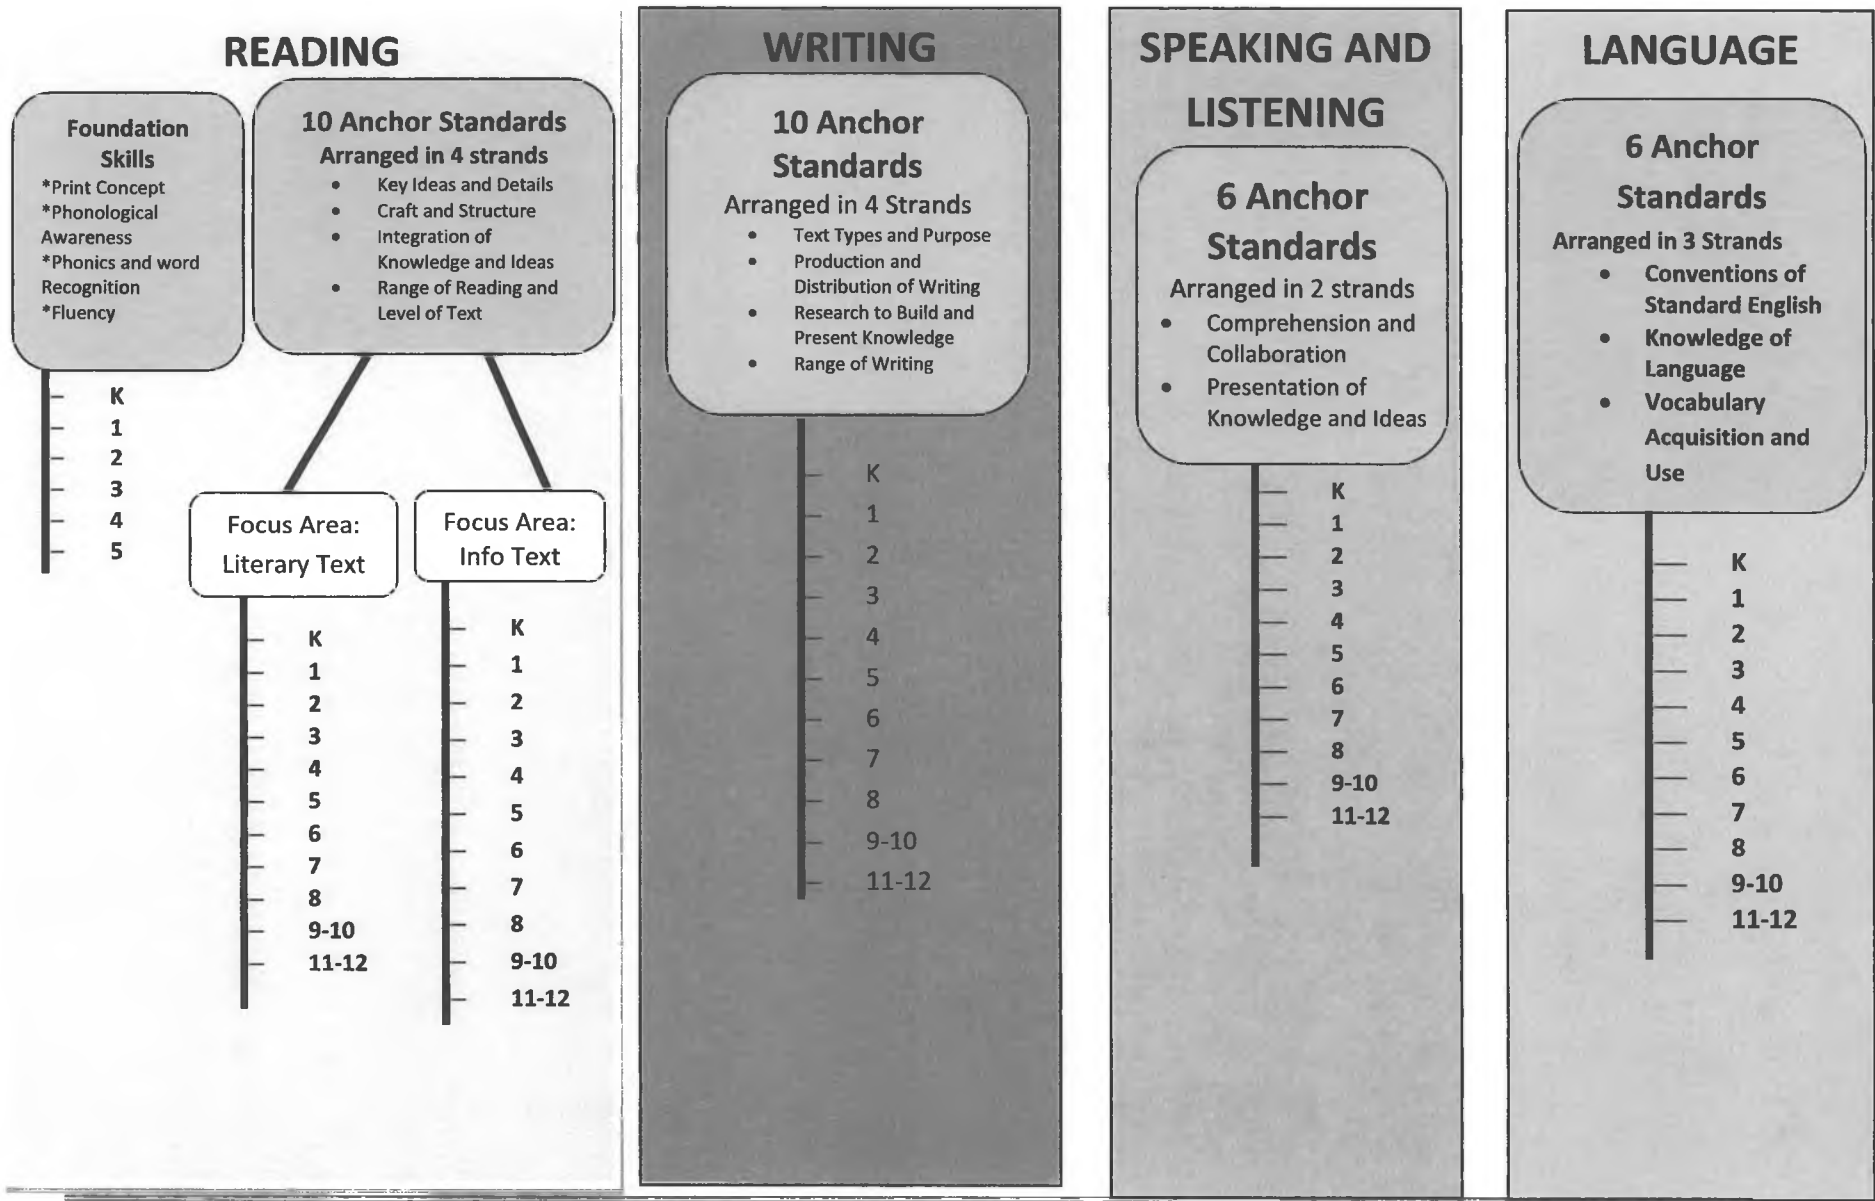 READING
Foundation
Skills
*Print Concept
*Phonological
Awareness
*Phonics and word
Recognition
*Fluency
K
1
2
3
4
5
10 Anchor Standards
Arranged in 4 strands
• Key Ideas and Details
• Craft and Structure
• Integration of
Knowledge and Ideas
• Range of Reading and
Level of Text
Focus Area:
Literary Text
K
1
2
3
4
5
6
7
8
9-10
11-12
Focus Area:
Info Text
K
1
2
3
4
5
6
7
8
9-10
11-12
WRITING
10 Anchor
Standards
Arranged in 4 Strands
• Text Types and Purpose
• Production and
Distribution of Writing
• Research to Build and
Present Knowledge
• Range of Writing
K
1
2
3
4
5
6
7
8
9-10
11-12
SPEAKING AND
LISTENING
6 Anchor
Standards
Arranged in 2 strands
• Comprehension and
Collaboration
• Presentation of
Knowledge and Ideas
K
1
2
3
4
5
6
7
8
9-10
11-12
LANGUAGE
6 Anchor
Standards
Arranged in 3 Strands
• Conventions of
Standard English
• Knowledge of
Language
• Vocabulary
Acquisition and
Use
K
1
2
3
4
5
6
7
8
9-10
11-12